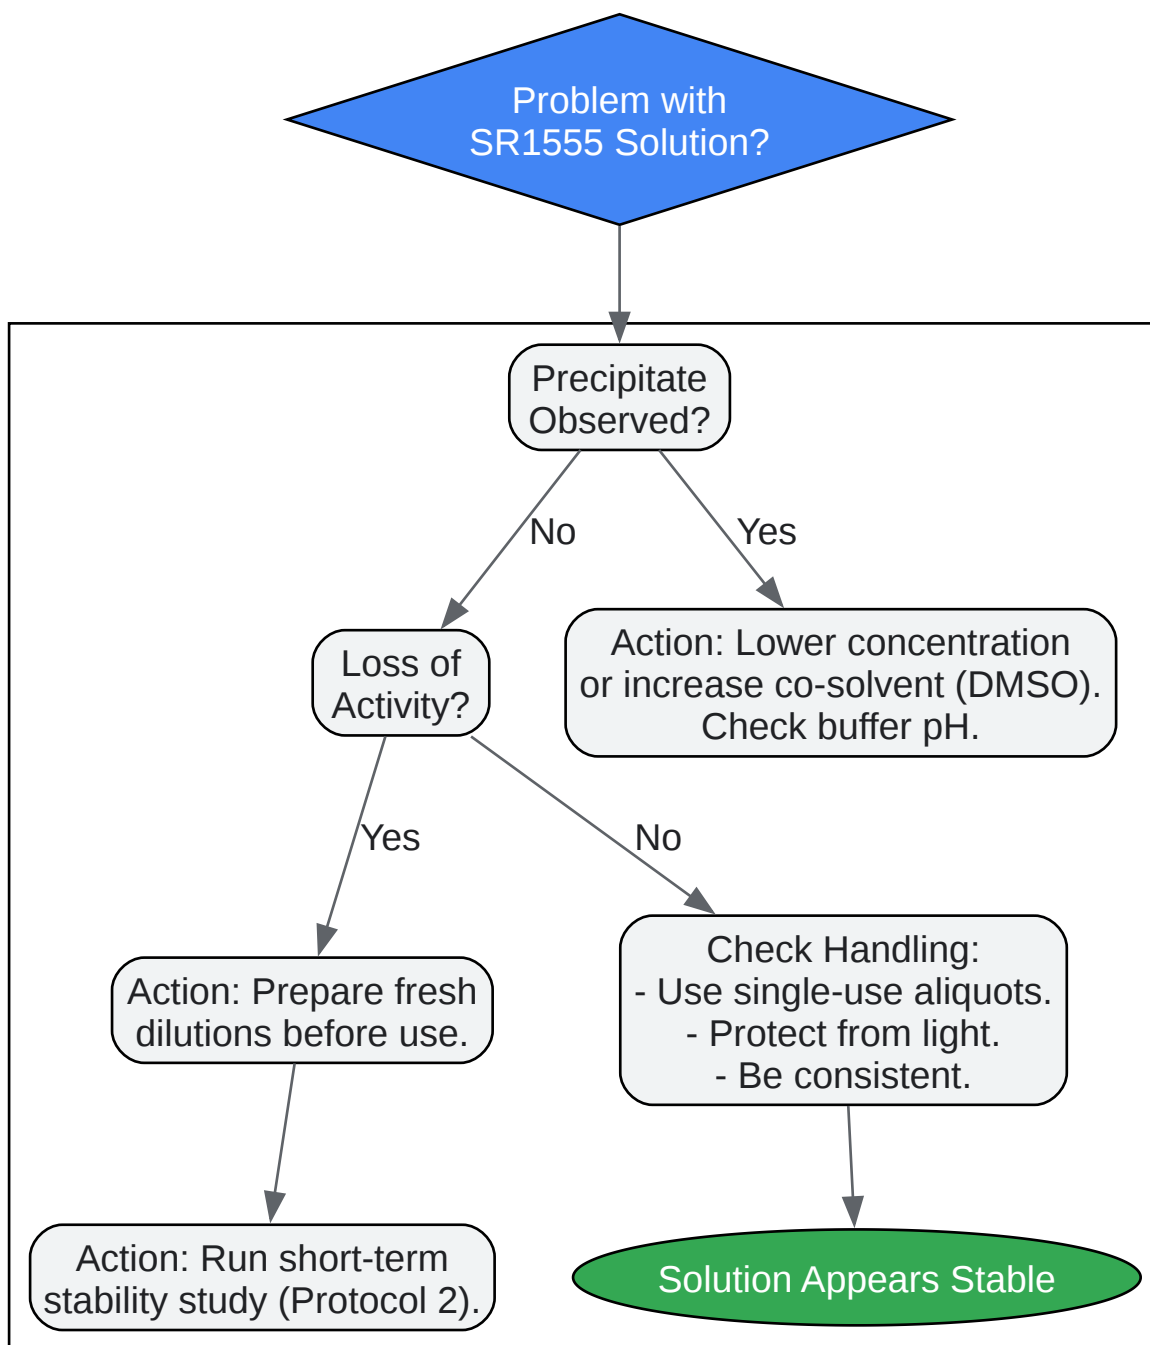 Problem with
SR1555 Solution?
Precipitate
Observed?
No
Yes
Loss of
Activity?
Action: Lower concentration
or increase co-solvent (DMSO).
Check buffer pH.
Yes
No
Action: Prepare fresh
dilutions before use.
Check Handling:
- Use single-use aliquots.
- Protect from light.
- Be consistent.
Action: Run short-term
stability study (Protocol 2).
Solution Appears Stable